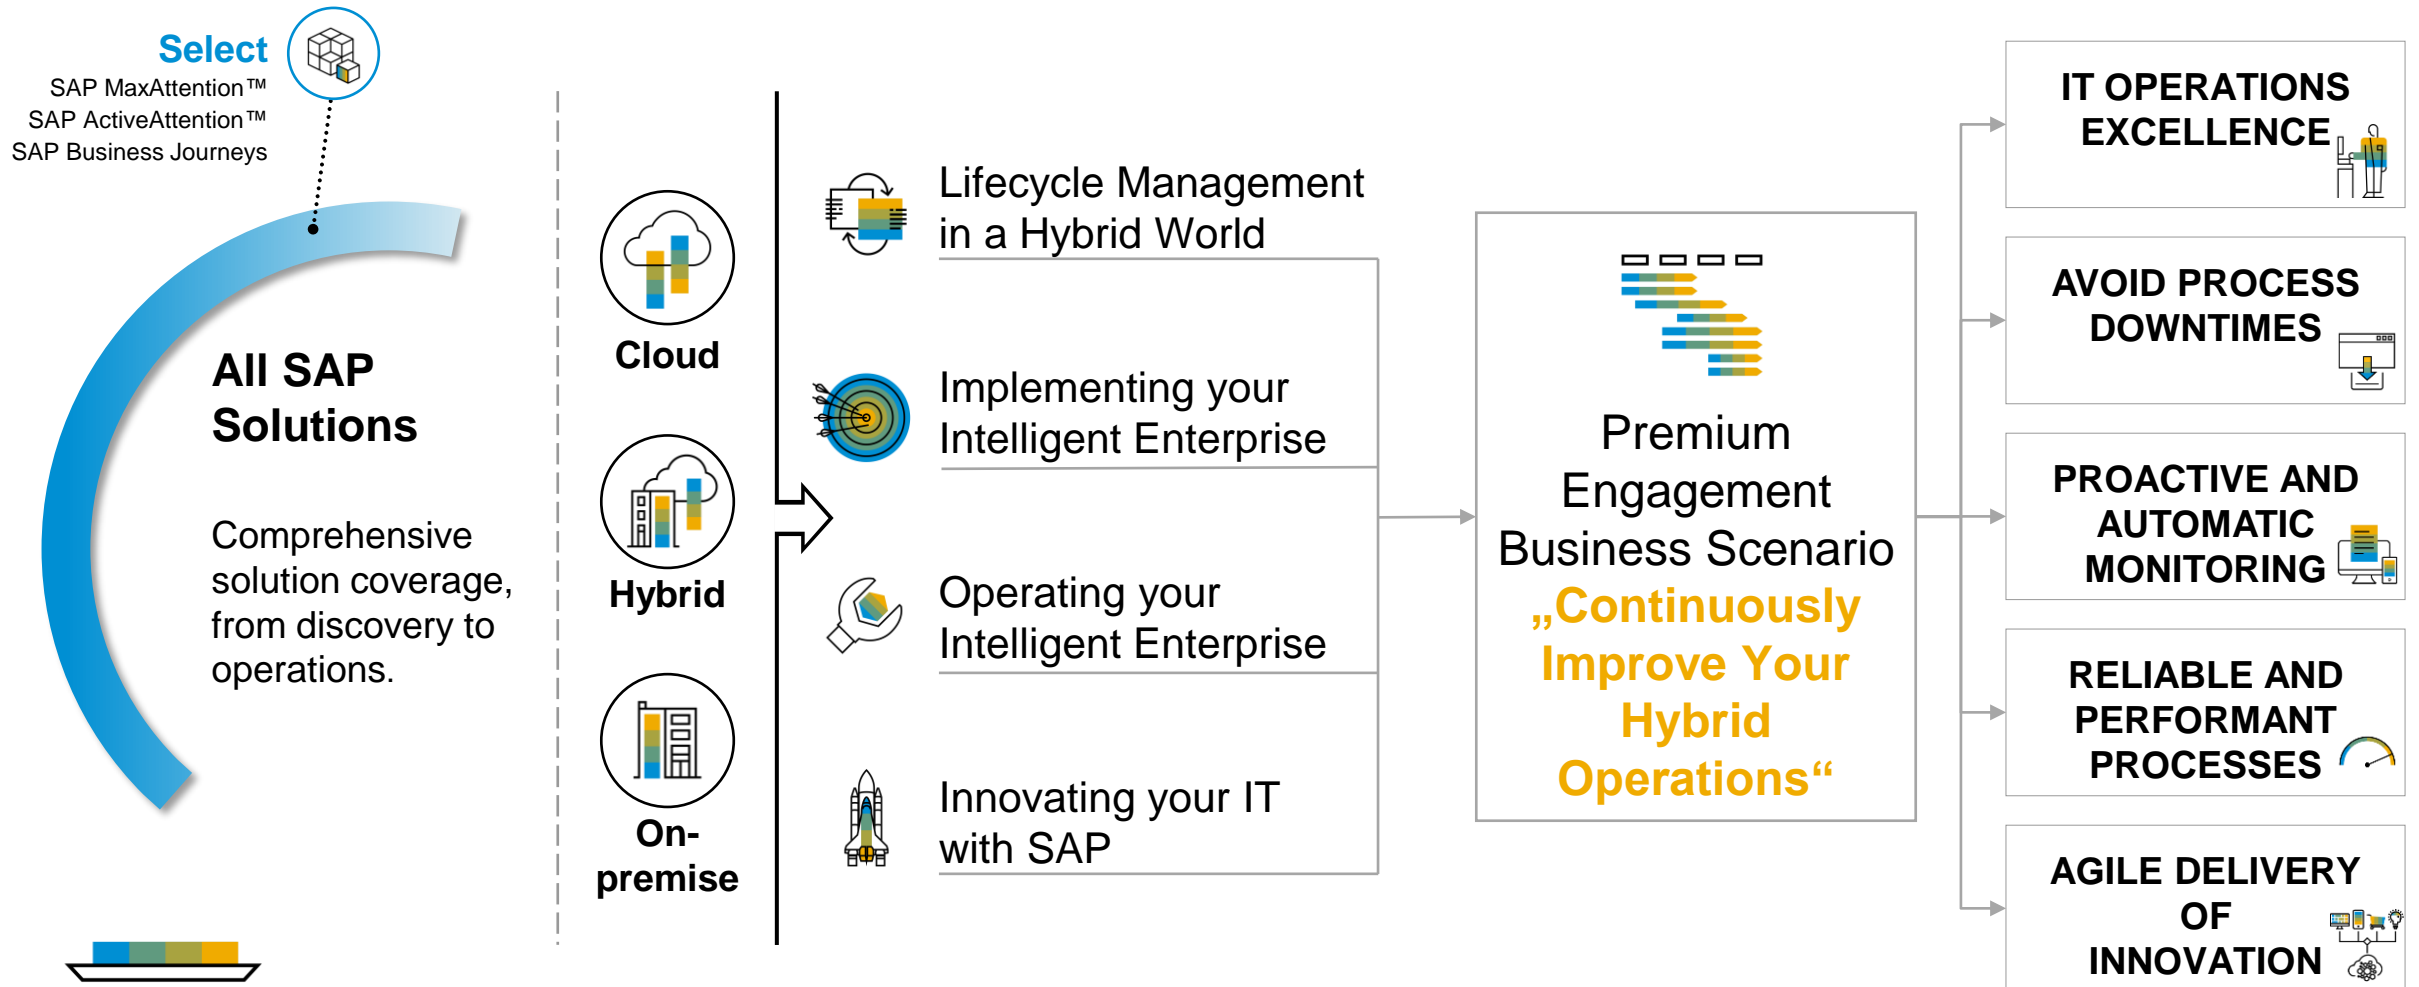 Select
SAP MaxAttention™
SAP ActiveAttention™
SAP Business Journeys
All SAP
Solutions
Comprehensive
solution coverage,
from discovery to
operations.
Cloud
Hybrid
On-
premise
Lifecycle Management
in a Hybrid World
Implementing your
Intelligent Enterprise
Operating your
Intelligent Enterprise
Innovating your IT
with SAP
Premium
Engagement
Business Scenario
„Continuously
Improve Your
Hybrid
Operations“
IT OPERATIONS
EXCELLENCE
AVOID PROCESS
DOWNTIMES
PROACTIVE AND
AUTOMATIC
MONITORING
RELIABLE AND
PERFORMANT
PROCESSES
AGILE DELIVERY
OF
INNOVATION